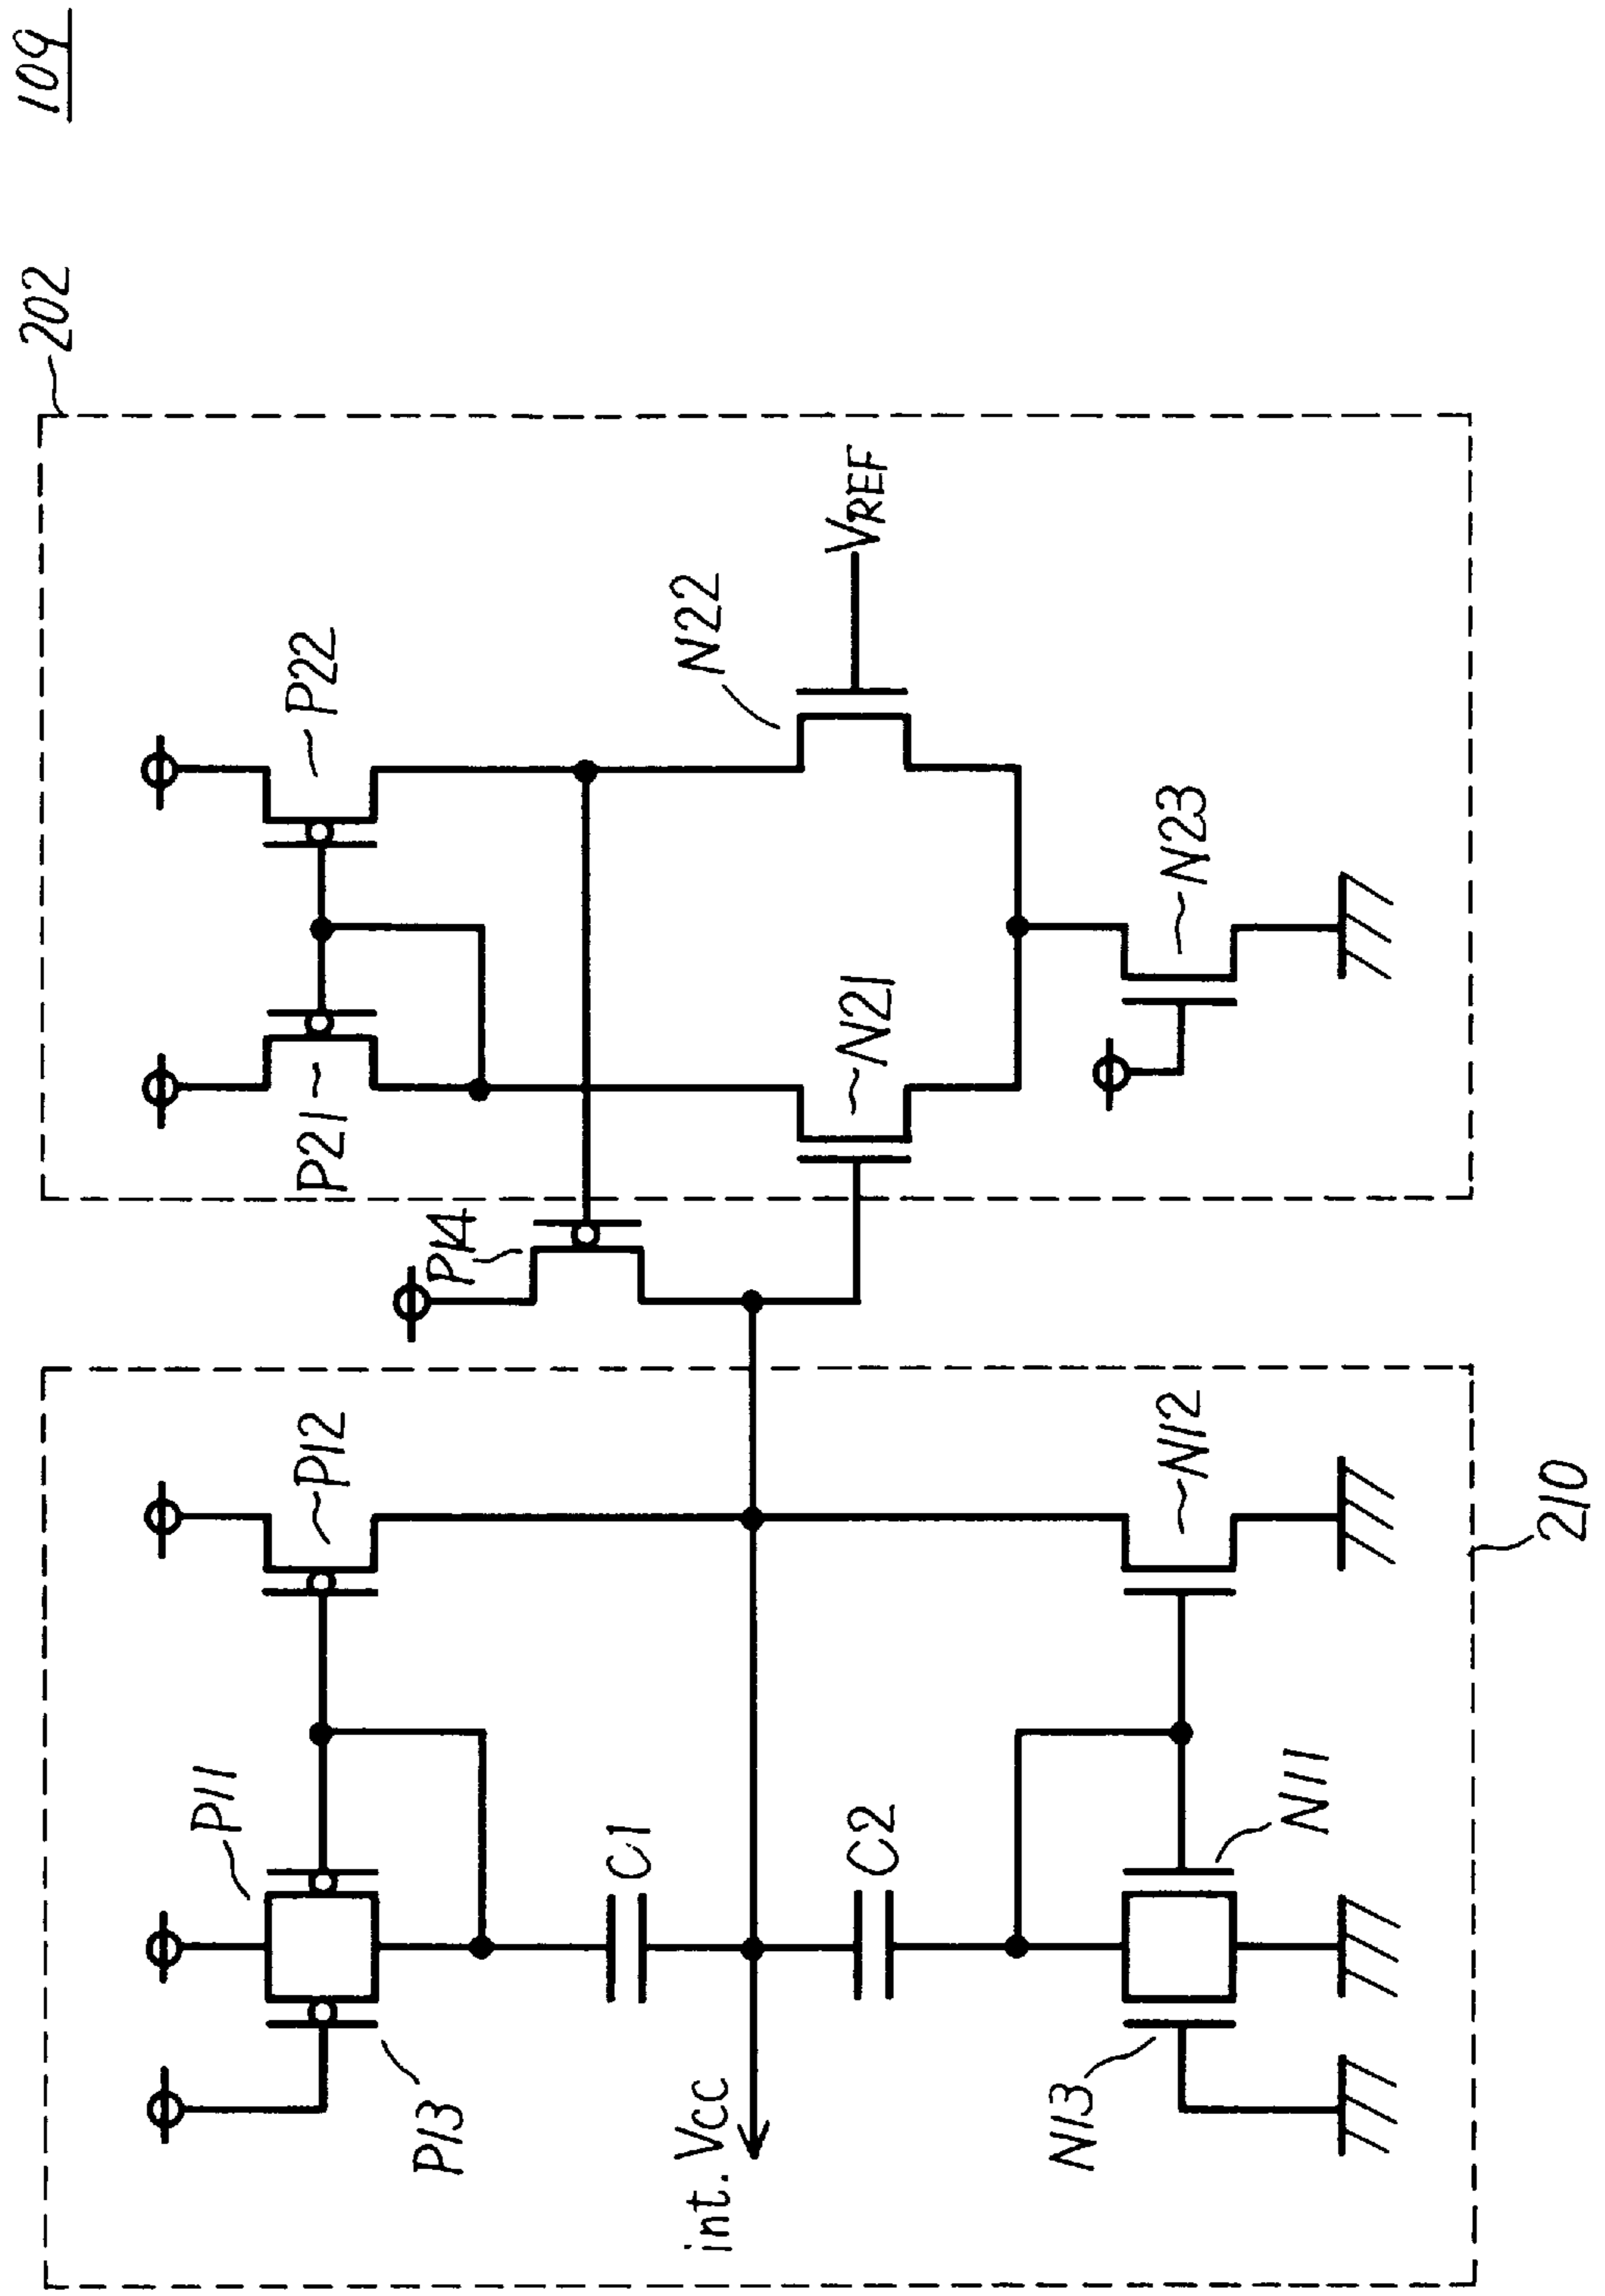 109
202
P22
N22
VREF
N23
P21
N21
P14
P12
N12
210
P11
C1
C2
N11
P13
int. Vcc
N13